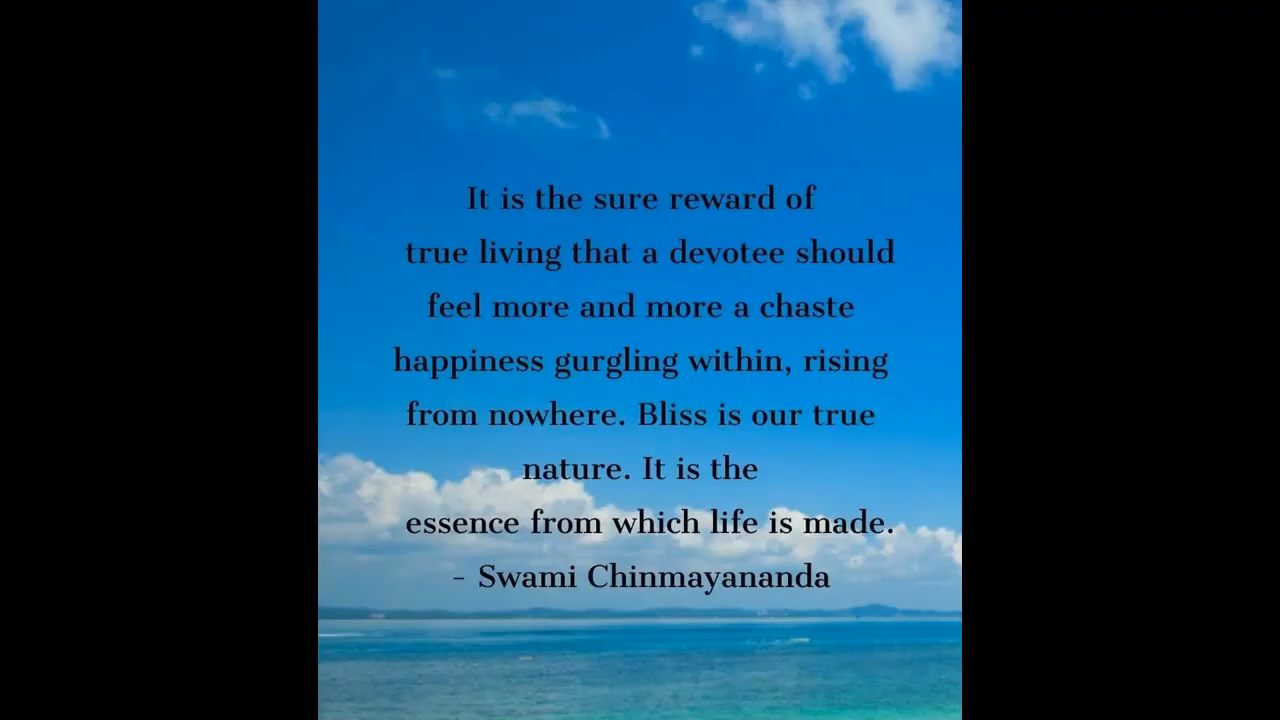 It is the sure reward of
true living that a devotee should
feel more and more a chaste
happiness gurgling within, rising
from nowhere. Bliss is our true
nature. It is the
essence from which life is made.
- Swami Chinmayananda